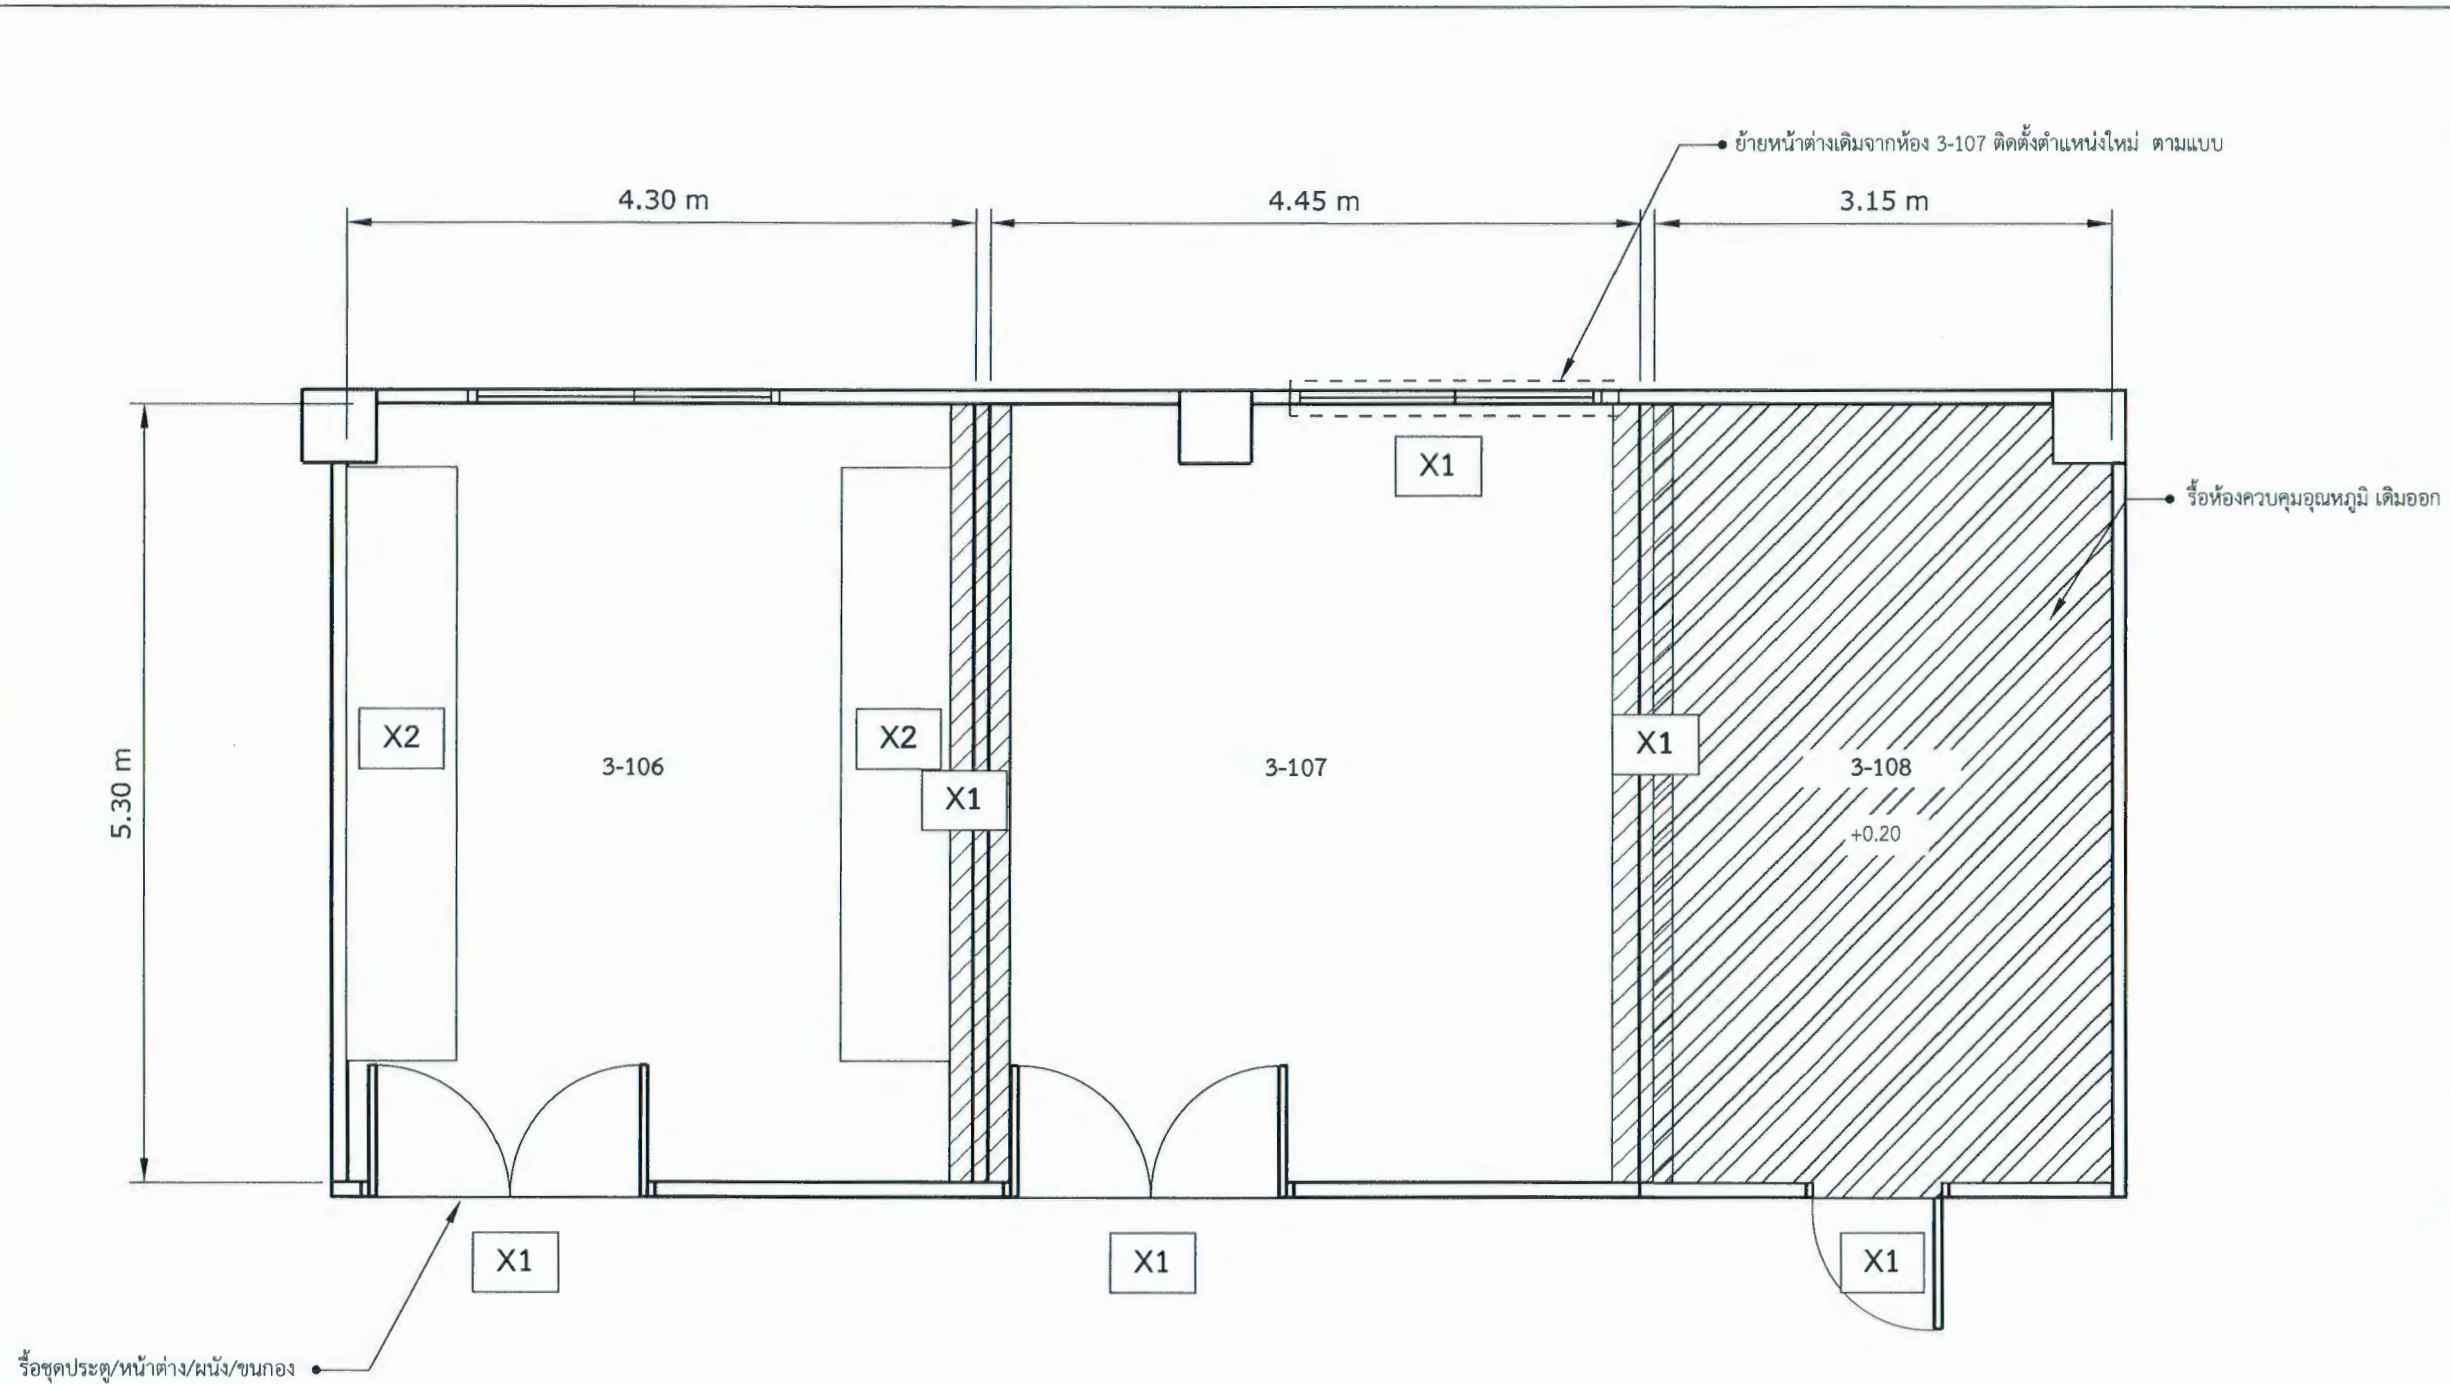 ย้ายหน้าต่างเดิมจากห้อง 3-107 ติดตั้งตำแหน่งใหม่ ตามแบบ
4.30 m
4.45 m
3.15 m
X1
รื้อห้องควบคุมอุณหภูมิ เดิมออก
X2
X2
X1
3-106
3-107
3-108
X1
5.30 m
+0.20
X1
X1
X1
รื้อชุดประตู/หน้าต่าง/ผนัง/ขนกอง